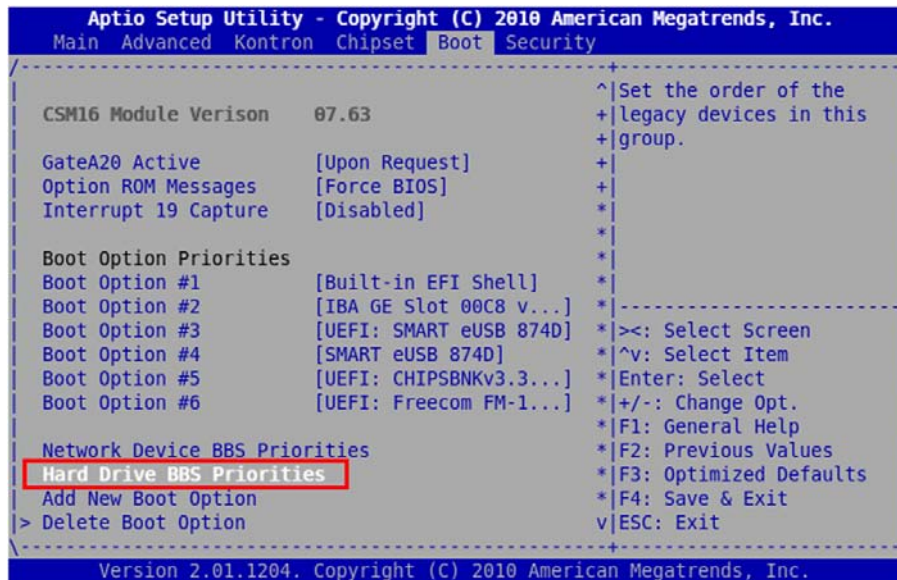 Aptio Setup Utility - Copyright (C) 2010 American Megatrends, Inc.
Main Advanced Kontron Chipset Boot Security
/------------------------------------------------------+--------------------------
^|Set the order of the
CSM16 Module Verison 07.63 +|legacy devices in this
+|group.
GateA20 Active [Upon Request] +|
Option ROM Messages [Force BIOS] +|
Interrupt 19 Capture [Disabled] *|
*|
Boot Option Priorities *|
Boot Option #1 [Built-in EFI Shell] *|
Boot Option #2 [IBA GE Slot 00C8 v...] *|--------------------------
Boot Option #3 [UEFI: SMART eUSB 874D] *|><: Select Screen
Boot Option #4 [SMART eUSB 874D] *|^v: Select Item
Boot Option #5 [UEFI: CHIPSBNKv3.3...] *|Enter: Select
Boot Option #6 [UEFI: Freecom FM-1...] *|+/-: Change Opt.
*|F1: General Help
Network Device BBS Priorities *|F2: Previous Values
Hard Drive BBS Priorities *|F3: Optimized Defaults
Add New Boot Option *|F4: Save & Exit
|> Delete Boot Option v|ESC: Exit
\------------------------------------------------------+--------------------------
Version 2.01.1204. Copyright (C) 2010 American Megatrends, Inc.